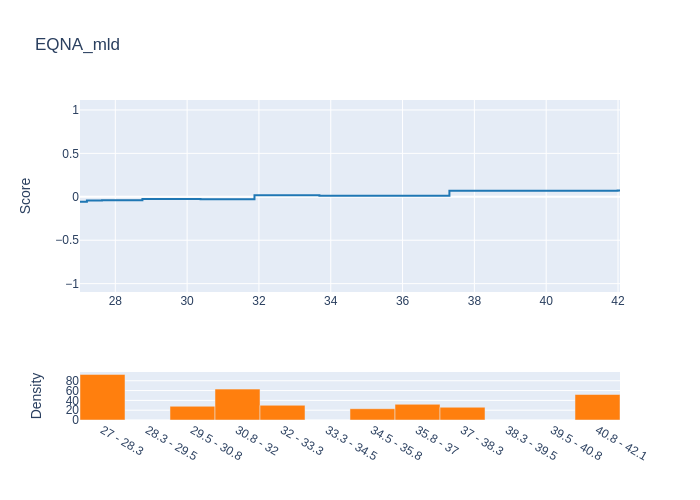 EQNA_mld
Score
1
0.5
0
−0.5
−1
28 30 32 34 36 38 40 42
Density
80
60
40
20
0
27 - 28.3
28.3 - 29.5
29.5 - 30.8
30.8 - 32
32 - 33.3
33.3 - 34.5
34.5 - 35.8
35.8 - 37
37 - 38.3
38.3 - 39.5
39.5 - 40.8
40.8 - 42.1